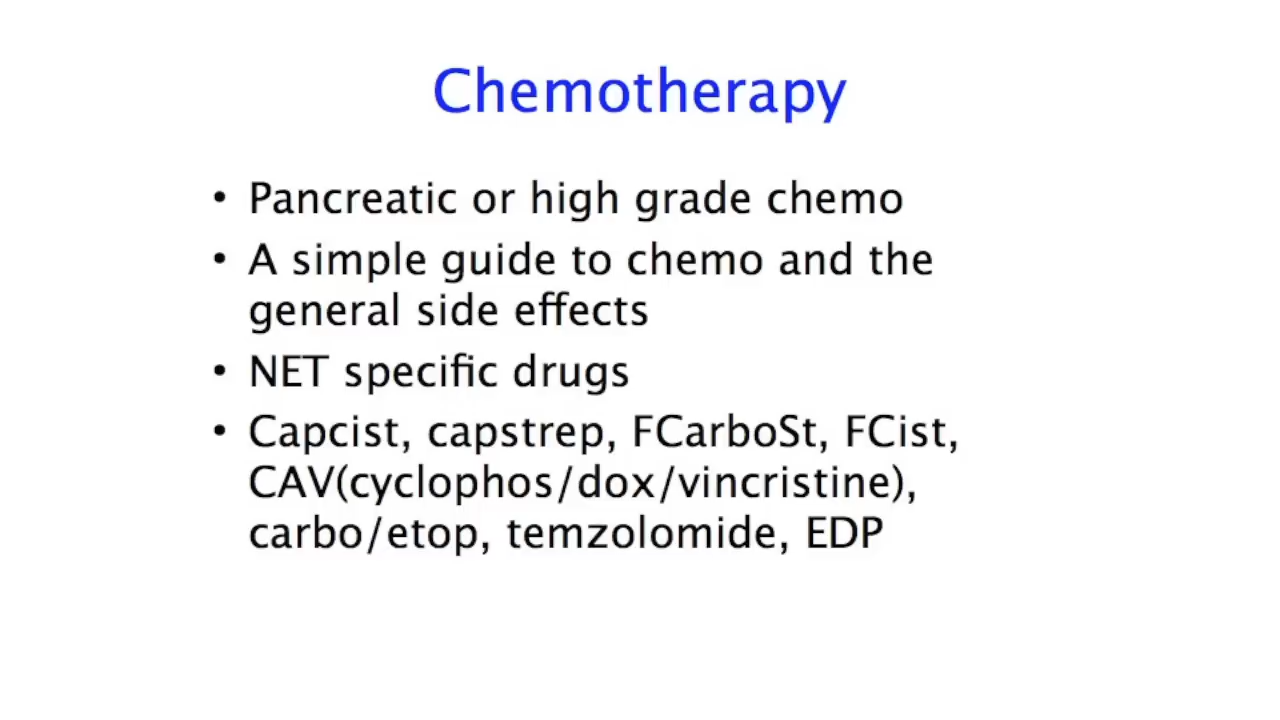 Chemotherapy
• Pancreatic or high grade chemo
• A simple guide to chemo and the
general side effects
• NET specific drugs
• Capcist, capstrep, FCarboSt, FCist,
CAV(cyclophos/dox/vincristine),
carbo/etop, temzolomide, EDP